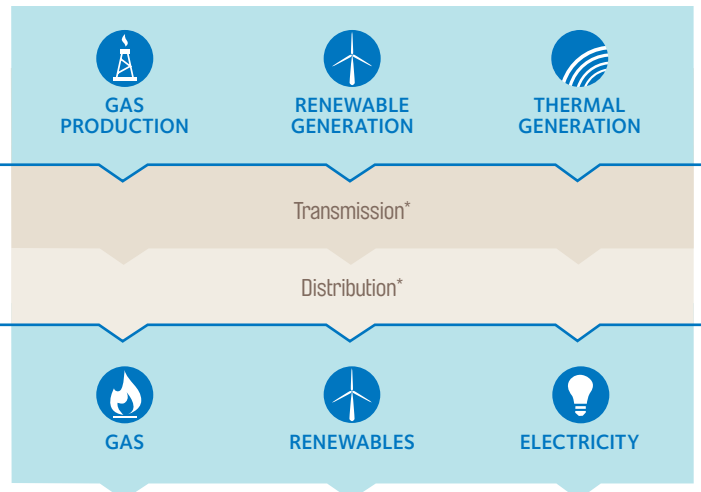 GAS
PRODUCTION
RENEWABLE
GENERATION
THERMAL
GENERATION
Transmission*
Distribution*
GAS
RENEWABLES
ELECTRICITY